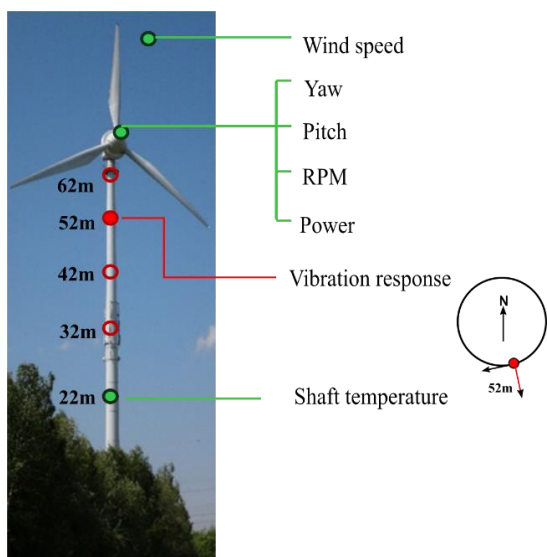 Wind speed
Yaw
Pitch
RPM
Power
62m
52m
Vibration response
42m
32m
22m
Shaft temperature
N
52m